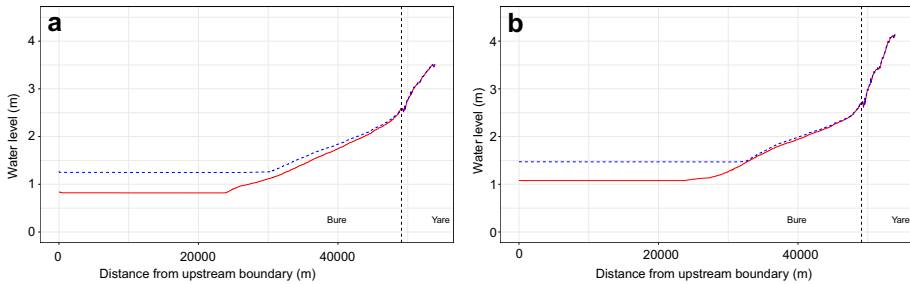 a
Water level (m)
4
3
2
1
0
Bure
Yare
0
20000
40000
Distance from upstream boundary (m)
b
Water level (m)
4
3
2
1
0
Bure
Yare
0
20000
40000
Distance from upstream boundary (m)